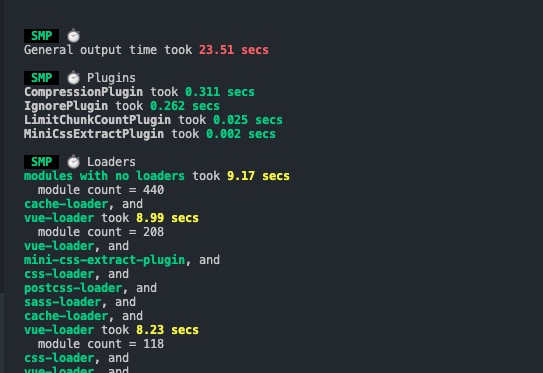 SMP ⏱
General output time took 23.51 secs
SMP ⏱ Plugins
CompressionPlugin took 0.311 secs
IgnorePlugin took 0.262 secs
LimitChunkCountPlugin took 0.025 secs
MiniCssExtractPlugin took 0.002 secs
SMP ⏱ Loaders
modules with no loaders took 9.17 secs
module count = 440
cache-loader, and
vue-loader took 8.99 secs
module count = 208
vue-loader, and
mini-css-extract-plugin, and
css-loader, and
postcss-loader, and
sass-loader, and
cache-loader, and
vue-loader took 8.23 secs
module count = 118
css-loader, and
vue-loader, and